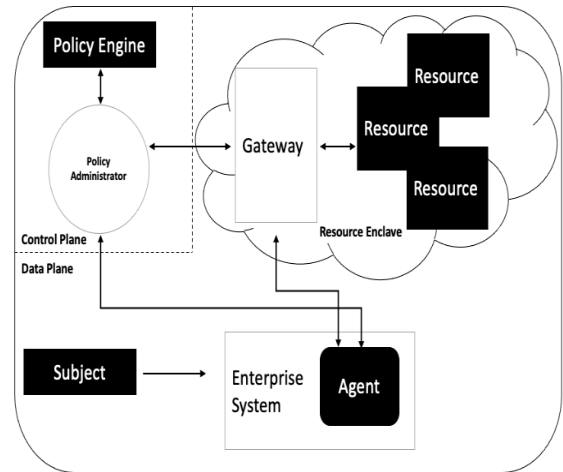 Policy Engine
Policy
Administrator
Control Plane
Data Plane
Gateway
Resource
Resource
Resource
Resource Enclave
Subject
Enterprise
System
Agent